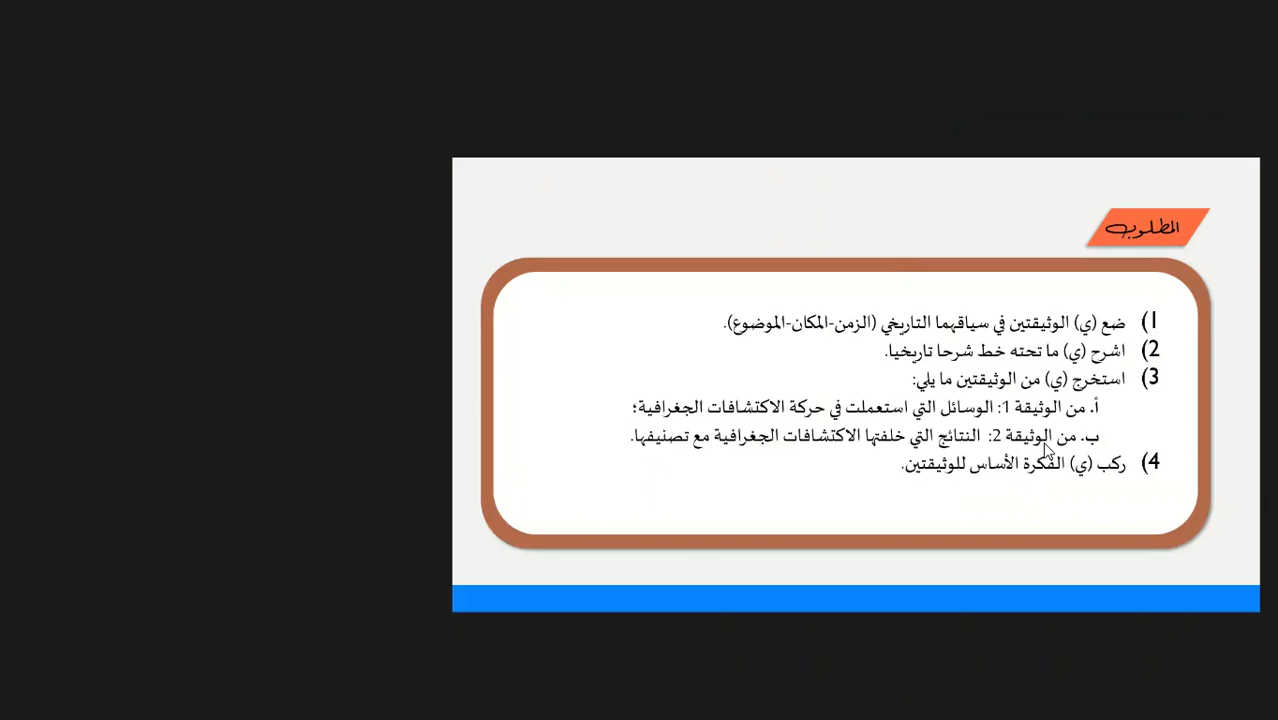 المطلوب
1) ضع (ي) الوثيقتين في سياقهما التاريخي (الزمن-المكان-الموضوع).
2) اشرح (ي) ما تحته خط شرحا تاريخيا.
3) استخرج (ي) من الوثيقتين ما يلي:
أ. من الوثيقة 1: الوسائل التي استعملت في حركة الاكتشافات الجغرافية؛
ب. من الوثيقة 2: النتائج التي خلفتها الاكتشافات الجغرافية مع تصنيفها.
4) ركب (ي) الفكرة الأساس للوثيقتين.